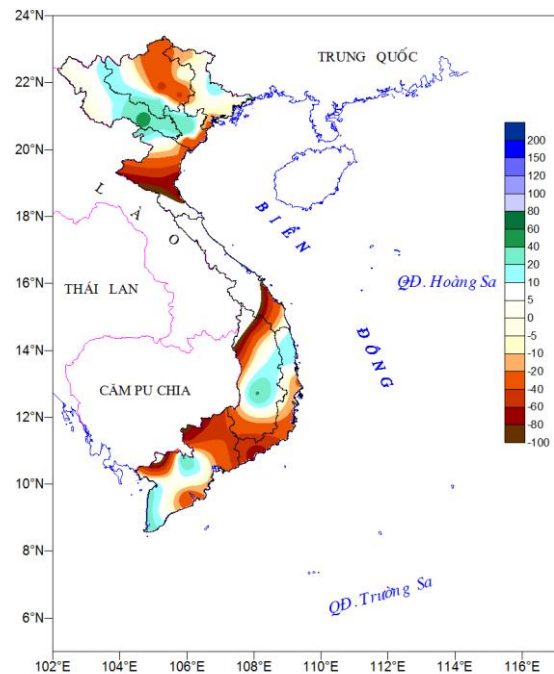 24°N
22°N
20°N
18°N
16°N
14°N
12°N
10°N
8°N
6°N
TRUNG QUỐC
LÀO
BIỂN ĐÔNG
THÁI LAN
QĐ. Hoàng Sa
CĂM PU CHIA
QĐ. Trường Sa
200
150
120
100
80
60
40
20
10
5
0
-5
-10
-20
-40
-60
-80
-100
102°E 104°E 106°E 108°E 110°E 112°E 114°E 116°E